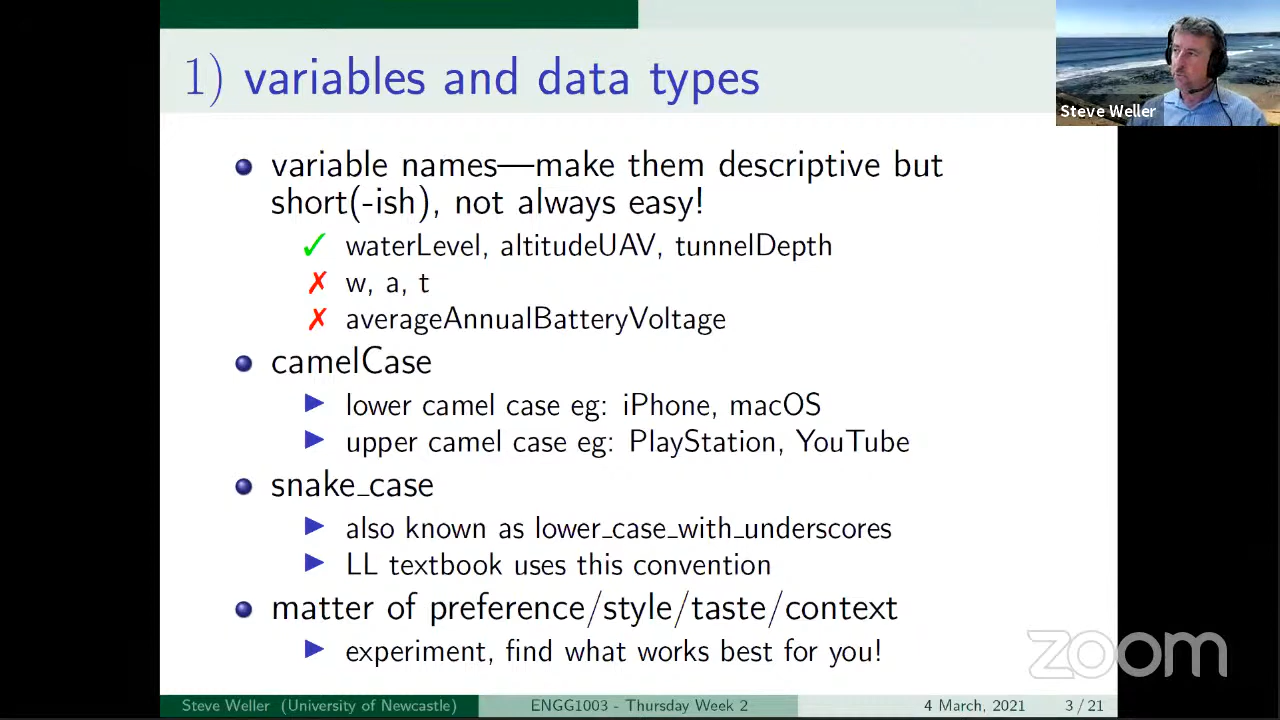 1) variables and data types
Steve Weller
variable names—make them descriptive but
short(-ish), not always easy!
✓ waterLevel, altitudeUAV, tunnelDepth
✗ w, a, t
✗ averageAnnualBatteryVoltage
camelCase
lower camel case eg: iPhone, macOS
upper camel case eg: PlayStation, YouTube
snake_case
also known as lower_case_with_underscores
LL textbook uses this convention
matter of preference/style/taste/context
experiment, find what works best for you!
zoom
Steve Weller (University of Newcastle) ENGG1003 - Thursday Week 2 4 March, 2021 3 / 21